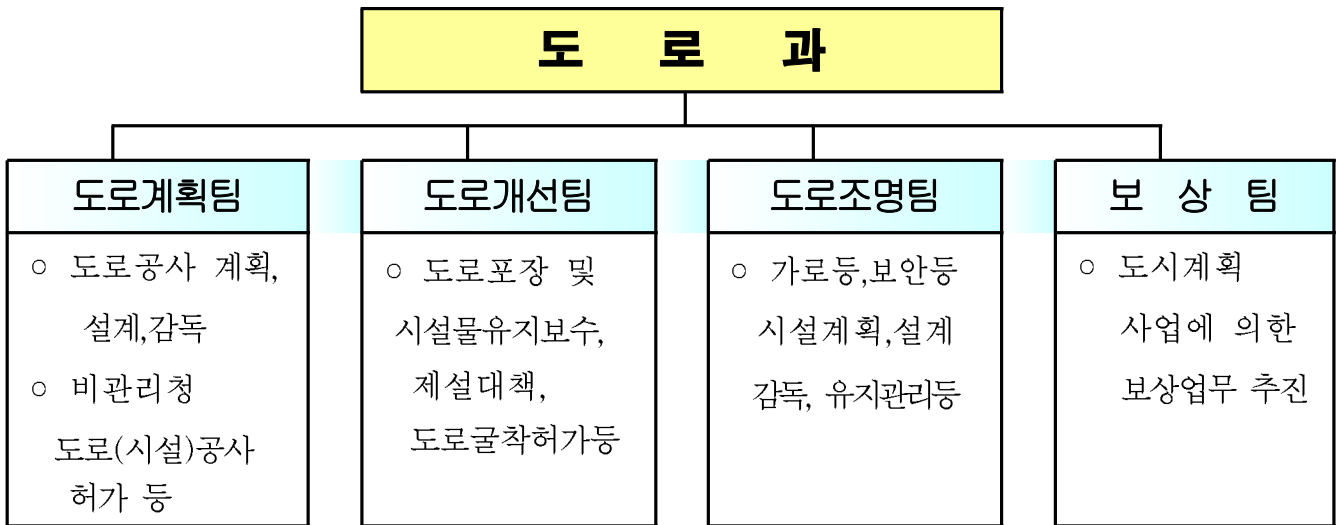 도 로 과
도로계획팀
○ 도로공사 계획,
설계,감독
○ 비관리청
도로(시설)공사
허가 등
도로개선팀
○ 도로포장 및
시설물유지보수,
제설대책,
도로굴착허가등
도로조명팀
○ 가로등,보안등
시설계획,설계
감독, 유지관리등
보 상 팀
○ 도시계획
사업에 의한
보상업무 추진